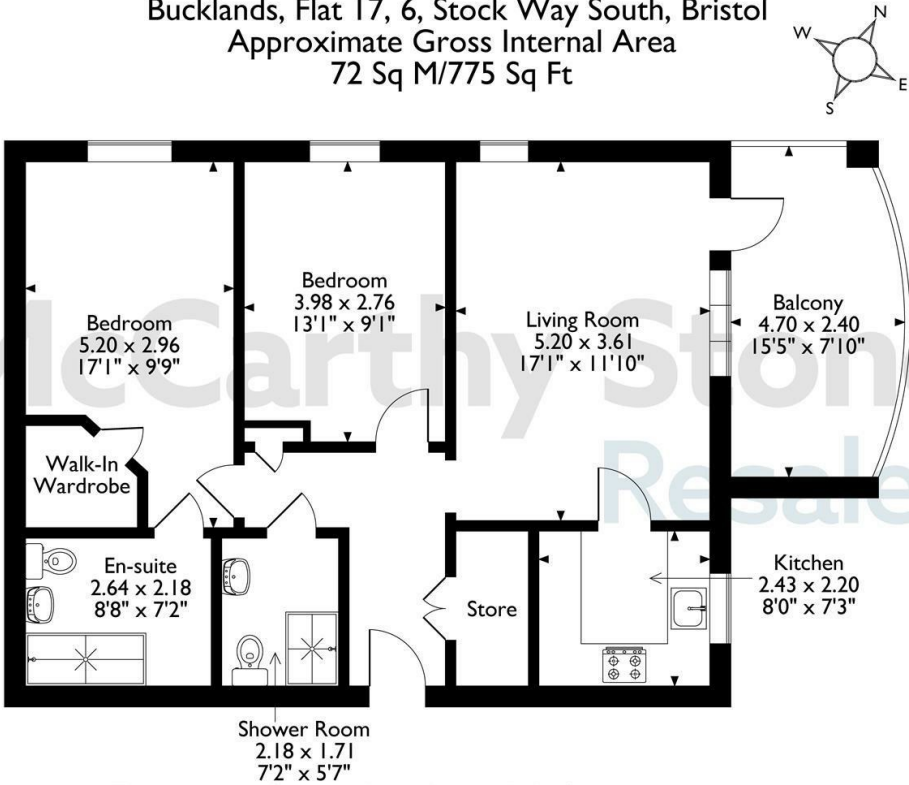 Bucklands, Flat 17, 6, Stock Way South, Bristol
Approximate Gross Internal Area
72 Sq M/775 Sq Ft
N
W
E
S
Bedroom
5.20 x 2.96
17'1" x 9'9"
Bedroom
3.98 x 2.76
13'1" x 9'1"
Living Room
5.20 x 3.61
17'1" x 11'10"
Balcony
4.70 x 2.40
15'5" x 7'10"
McCarthy Stone
Resale
Walk-In
Wardrobe
En-suite
2.64 x 2.18
8'8" x 7'2"
Store
Kitchen
2.43 x 2.20
8'0" x 7'3"
Shower Room
2.18 x 1.71
7'2" x 5'7"